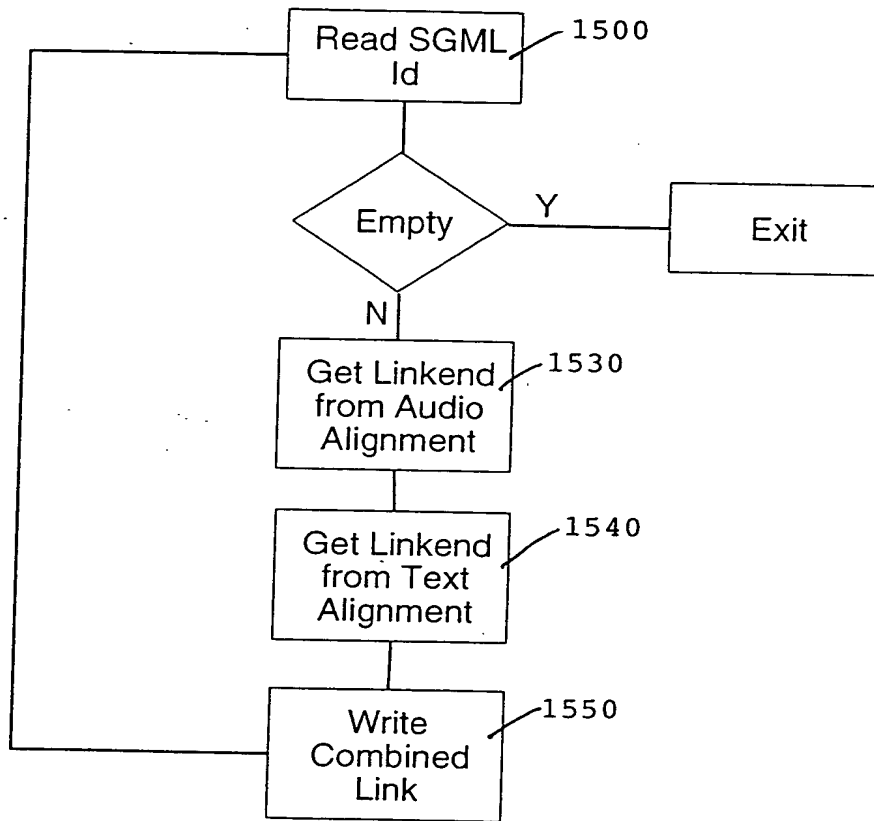 Read SGML
Id
1500
Empty
Y
Exit
N
Get Linkend
from Audio
Alignment
1530
Get Linkend
from Text
Alignment
1540
Write
Combined
Link
1550